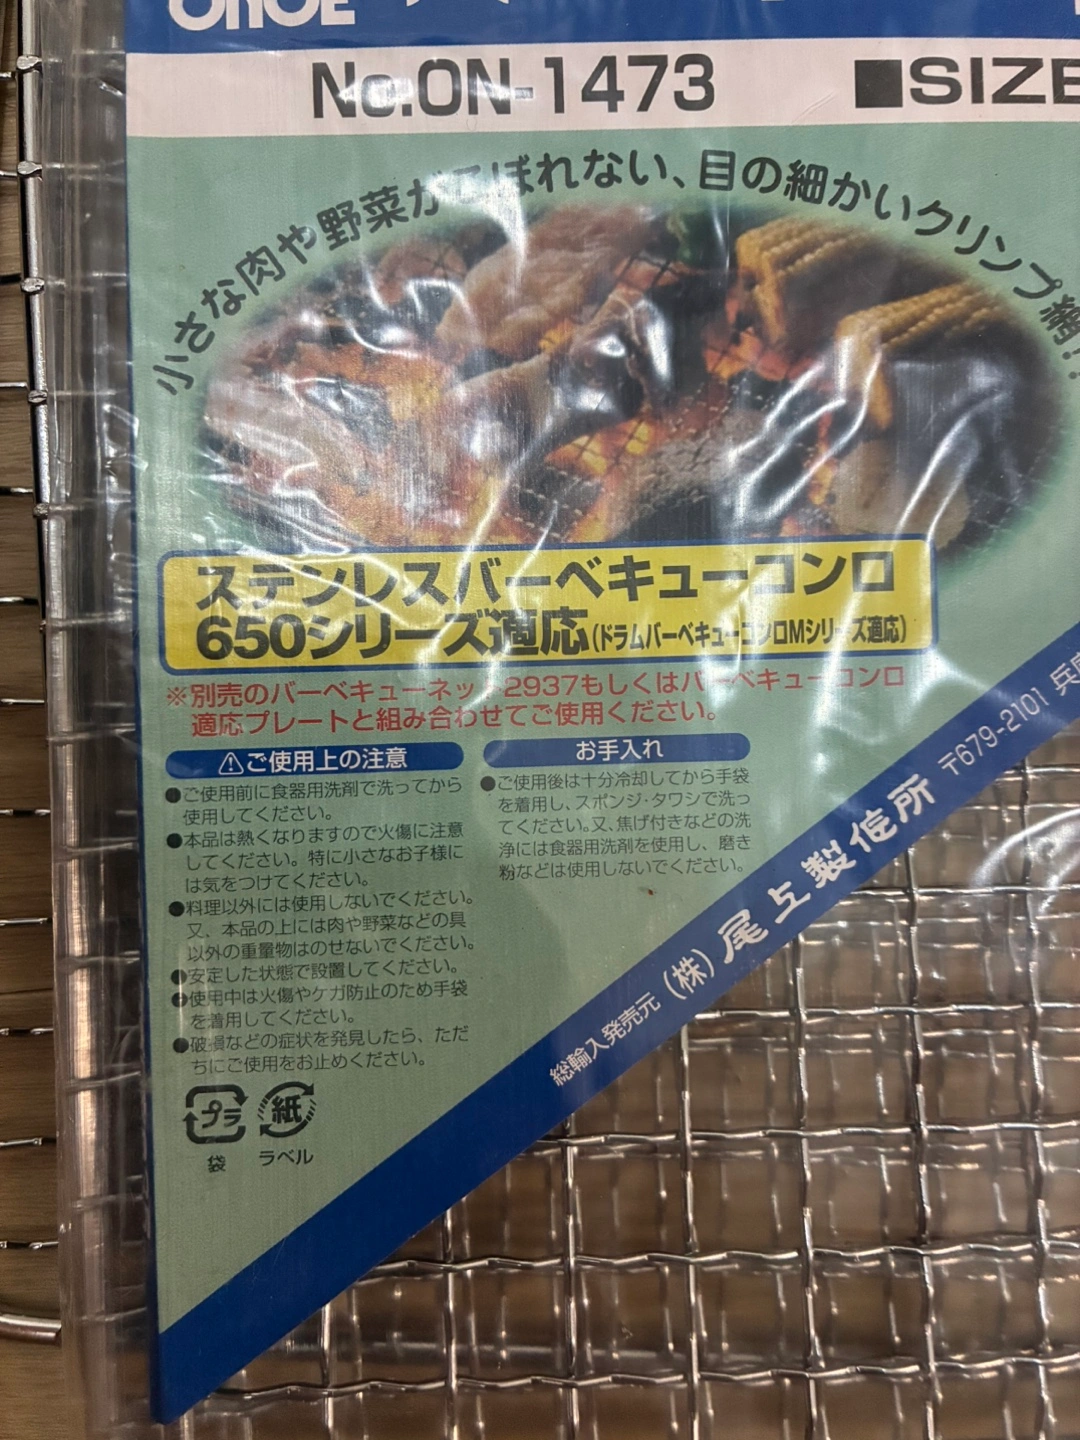 ONOE
No.ON-1473 ■SIZE
小さな肉や野菜がこぼれない、目の細かいクリンプ網!!
ステンレスバーベキューコンロ
650シリーズ適応(ドラムバーベキューコンロMシリーズ適応)
※別売のバーベキューネット2937もしくはバーベキューコンロ
適応プレートと組み合わせてご使用ください。
⚠ご使用上の注意
●ご使用前に食器用洗剤で洗ってから
使用してください。
●本品は熱くなりますので火傷に注意
してください。特に小さなお子様に
は気をつけてください。
●料理以外には使用しないでください。
又、本品の上には肉や野菜などの具
以外の重量物はのせないでください。
●安定した状態で設置してください。
●使用中は火傷やケガ防止のため手袋
を着用してください。
●破損などの症状を発見したら、ただ
ちにご使用をお止めください。
お手入れ
●ご使用後は十分冷却してから手袋
を着用し、スポンジ・タワシで洗っ
てください。又、焦げ付きなどの洗
浄には食器用洗剤を使用し、磨き
粉などは使用しないでください。
プラ 紙
袋 ラベル
総輸入発売元 (株)尾上製作所 〒679-2101 兵庫